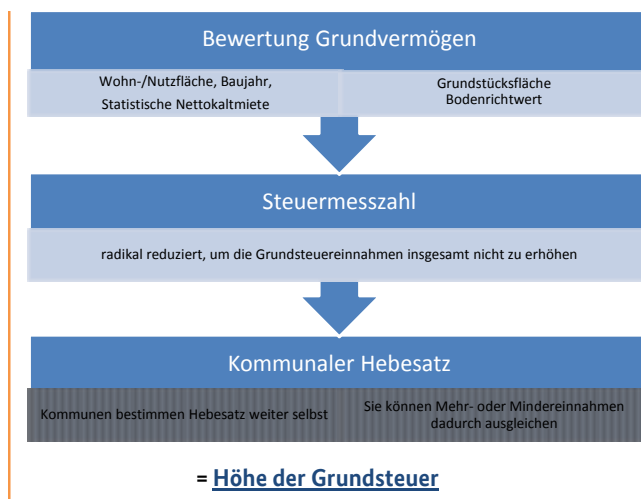 Bewertung Grundvermögen
Wohn-/Nutzfläche, Baujahr,
Statistische Nettokaltmiete
Grundstücksfläche
Bodenrichtwert
Steuermesszahl
radikal reduziert, um die Grundsteuereinnahmen insgesamt nicht zu erhöhen
Kommunaler Hebesatz
Kommunen bestimmen Hebesatz weiter selbst
Sie können Mehr- oder Mindereinnahmen
dadurch ausgleichen
= Höhe der Grundsteuer